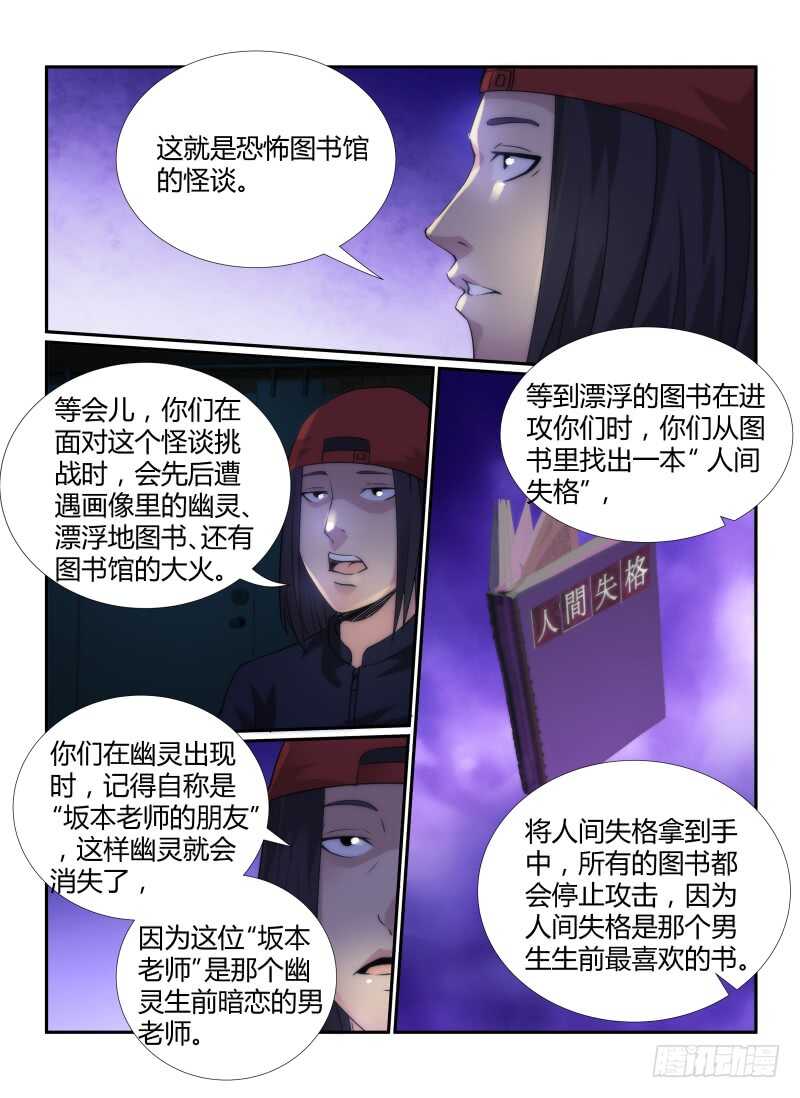 这就是恐怖图书馆
的怪谈。
等会儿，你们在
面对这个怪谈挑
战时，会先后遭
遇画像里的幽灵、
漂浮地图书、还有
图书馆的大火。
你们在幽灵出现
时，记得自称是
“坂本老师的朋友”
，这样幽灵就会
消失了，
因为这位“坂本
老师”是那个幽
灵生前暗恋的男
老师。
等到漂浮的图书在进
攻你们时，你们从图
书里找出一本“人间
失格”，
人間失格
将人间失格拿到手
中，所有的图书都
会停止攻击，因为
人间失格是那个男
生生前最喜欢的书。
腾讯动漫